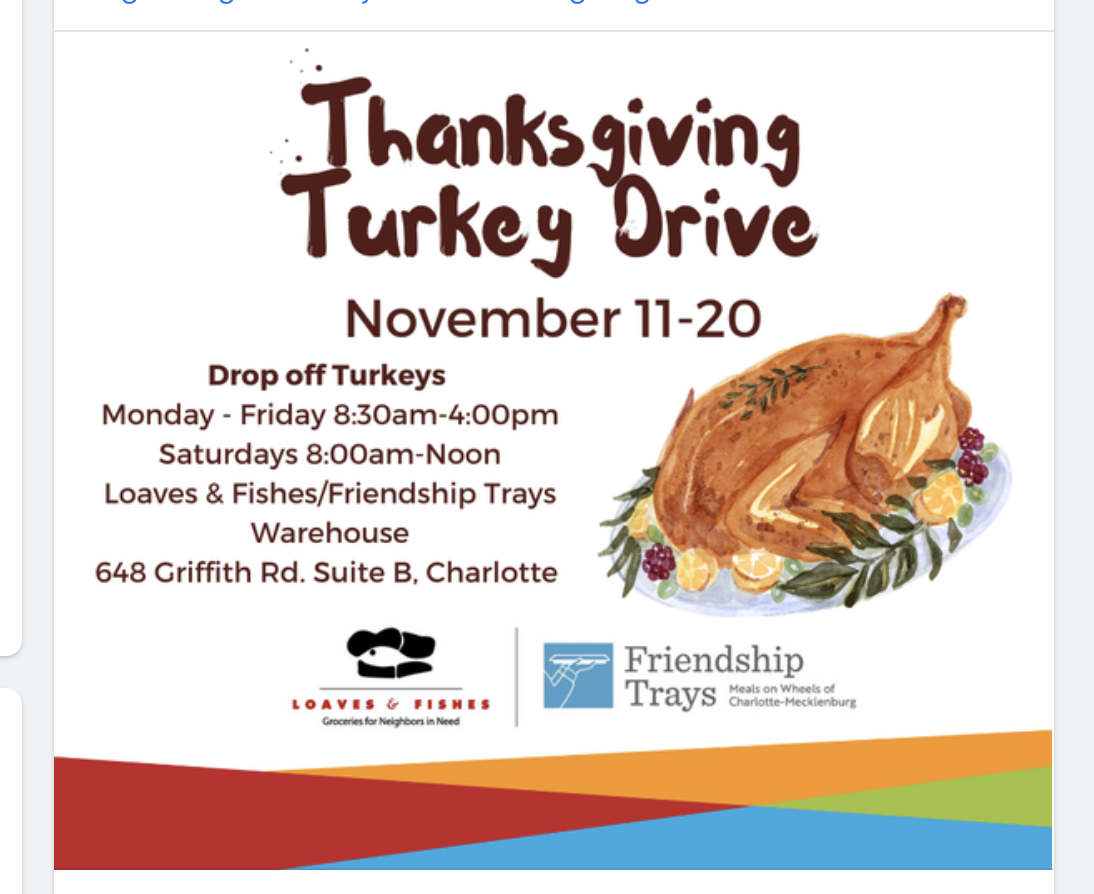 Thanksgiving
Turkey Drive
November 11-20
Drop off Turkeys
Monday - Friday 8:30am-4:00pm
Saturdays 8:00am-Noon
Loaves & Fishes/Friendship Trays
Warehouse
648 Griffith Rd. Suite B, Charlotte
LOAVES & FISHES
Groceries for Neighbors in Need
Friendship
Trays
Meals on Wheels of
Charlotte-Mecklenburg